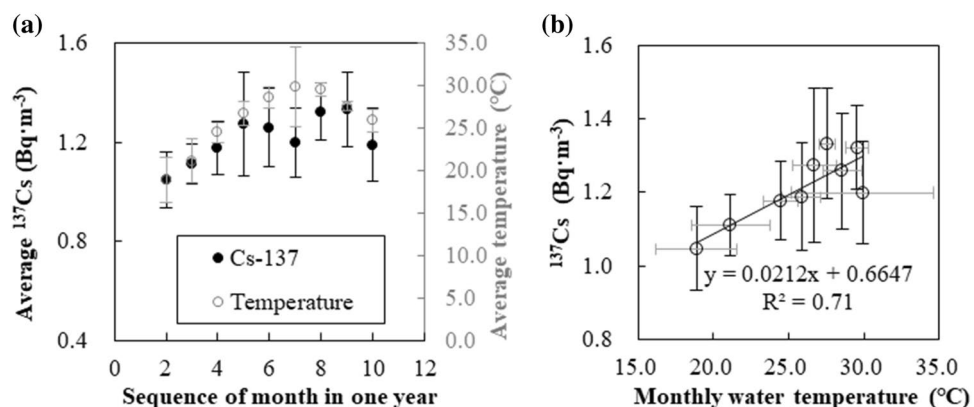 (a)
1.6
1.2
0.8
0.4
Average ¹³⁷Cs (Bq·m⁻³)
35.0
30.0
25.0
20.0
15.0
10.0
5.0
0.0
Average temperature (°C)
Cs-137
Temperature
0 2 4 6 8 10 12
Sequence of month in one year
(b)
1.6
1.4
1.2
1.0
0.8
¹³⁷Cs (Bq·m⁻³)
y = 0.0212x + 0.6647
R² = 0.71
15.0 20.0 25.0 30.0 35.0
Monthly water temperature (°C)